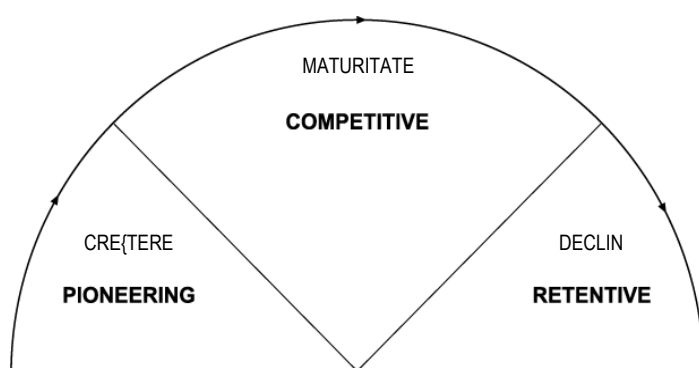 MATURITATE
COMPETITIVE
CRE{TERE
PIONEERING
DECLIN
RETENTIVE